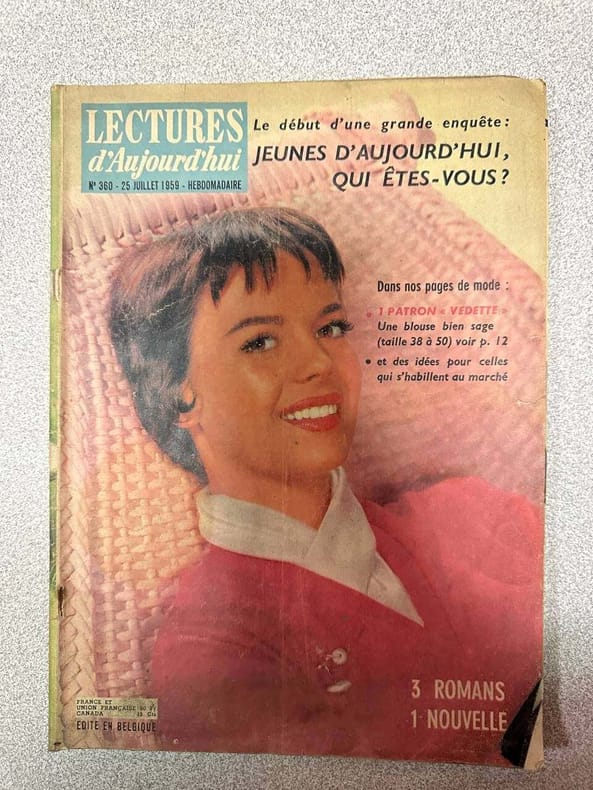 LECTURES
d'Aujourd'hui
N° 360 - 25 JUILLET 1959 - HEBDOMADAIRE
Le début d'une grande enquête :
JEUNES D'AUJOURD'HUI,
QUI ÊTES-VOUS ?
Dans nos pages de mode :
• 1 PATRON « VEDETTE »
Une blouse bien sage
(taille 38 à 50) voir p. 12
• et des idées pour celles
qui s'habillent au marché
3 ROMANS
1 NOUVELLE
FRANCE ET
UNION FRANÇAISE
CANADA
EDITE EN BELGIQUE